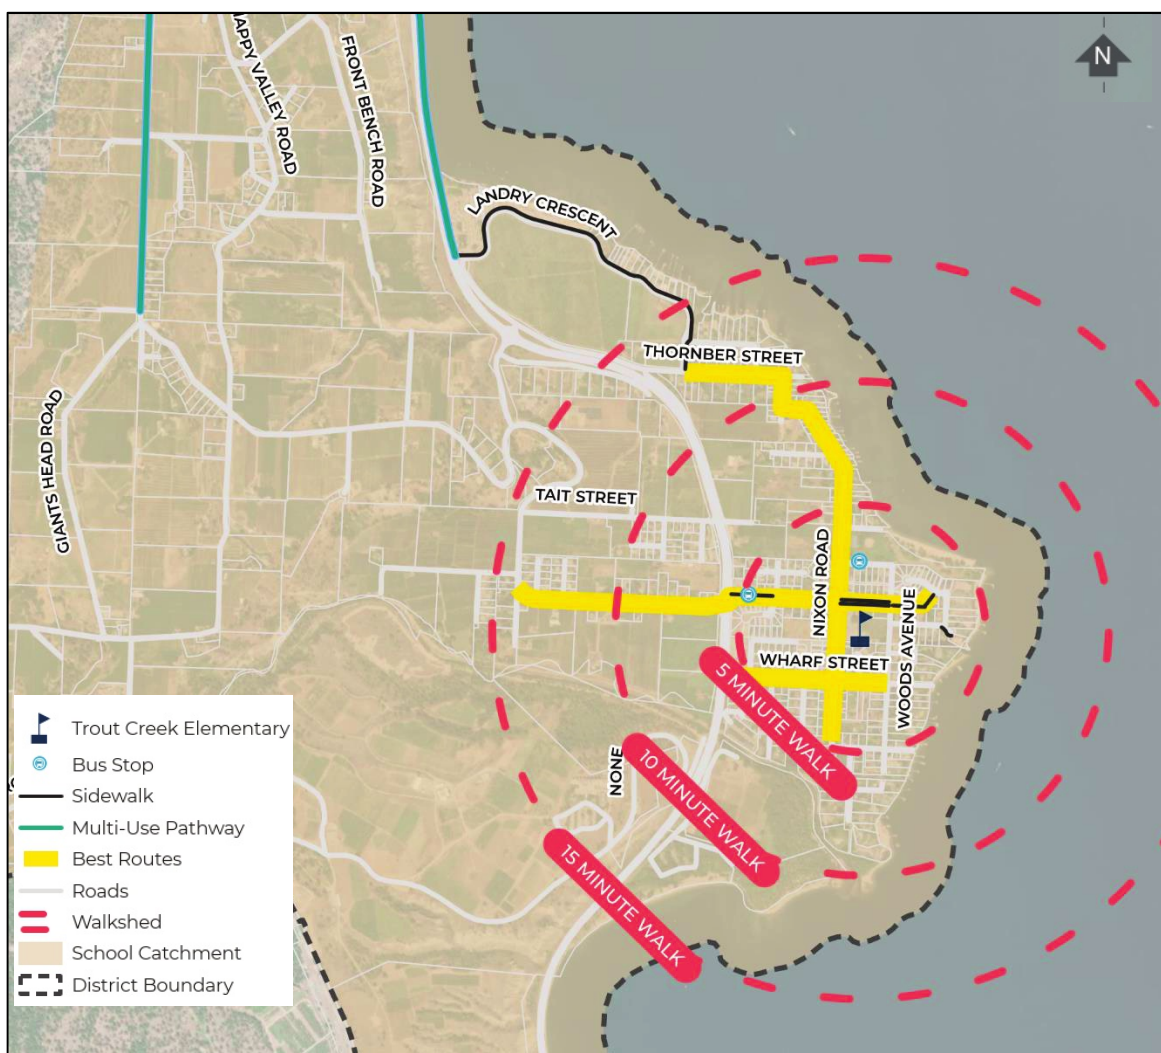 N
HAPPY VALLEY ROAD
FRONT BENCH ROAD
LANDRY CRESCENT
THORNBER STREET
GIANTS HEAD ROAD
TAIT STREET
NIXON ROAD
WOODS AVENUE
WHARF STREET
5 MINUTE WALK
10 MINUTE WALK
NONE
15 MINUTE WALK
Trout Creek Elementary
Bus Stop
Sidewalk
Multi-Use Pathway
Best Routes
Roads
Walkshed
School Catchment
District Boundary